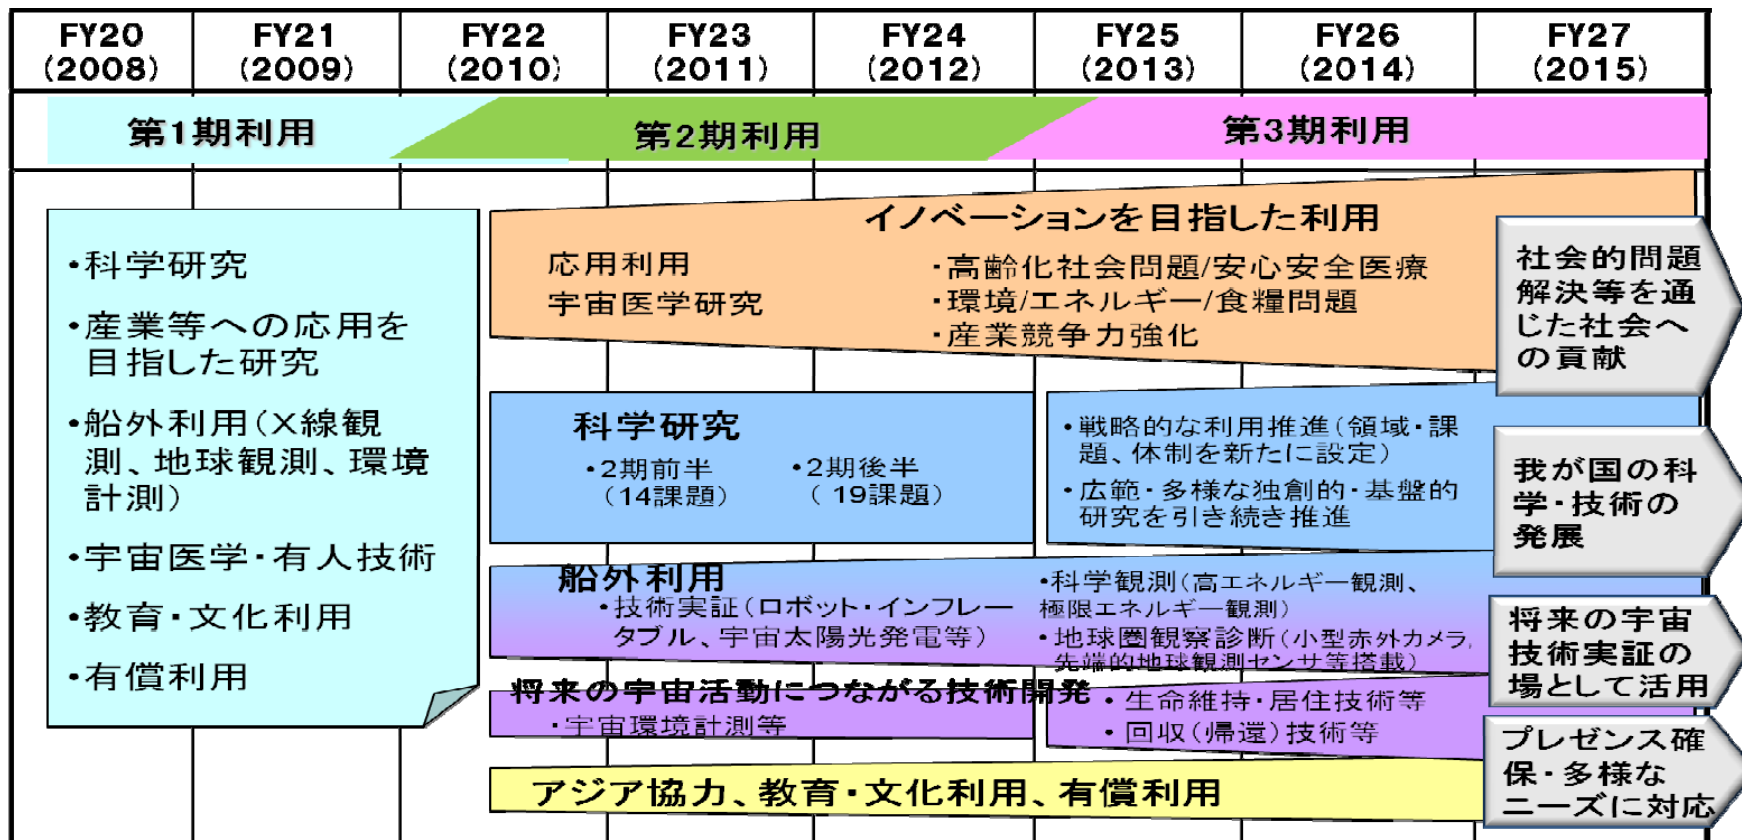 FY20 FY21 FY22 FY23 FY24 FY25 FY26 FY27
(2008) (2009) (2010) (2011) (2012) (2013) (2014) (2015)
第1期利用 第2期利用 第3期利用
・科学研究
・産業等への応用を
目指した研究
・船外利用(X線観
測、地球観測、環境
計測)
・宇宙医学・有人技術
・教育・文化利用
・有償利用
イノベーションを目指した利用
応用利用
宇宙医学研究
・高齢化社会問題/安心安全医療
・環境/エネルギー/食糧問題
・産業競争力強化
社会的問題
解決等を通
じた社会へ
の貢献
科学研究
・2期前半
(14課題)
・2期後半
( 19課題)
・戦略的な利用推進(領域・課
題、体制を新たに設定)
・広範・多様な独創的・基盤的
研究を引き続き推進
我が国の科
学・技術の
発展
船外利用
・技術実証(ロボット・インフレー
タブル、宇宙太陽光発電等)
・科学観測(高エネルギー観測、
極限エネルギー観測)
・地球圏観察診断(小型赤外カメラ,
先端的地球観測センサ等搭載)
将来の宇宙
技術実証の
場として活用
将来の宇宙活動につながる技術開発
・宇宙環境計測等
・生命維持・居住技術等
・回収(帰還)技術等
アジア協力、教育・文化利用、有償利用
プレゼンス確
保・多様な
ニーズに対応